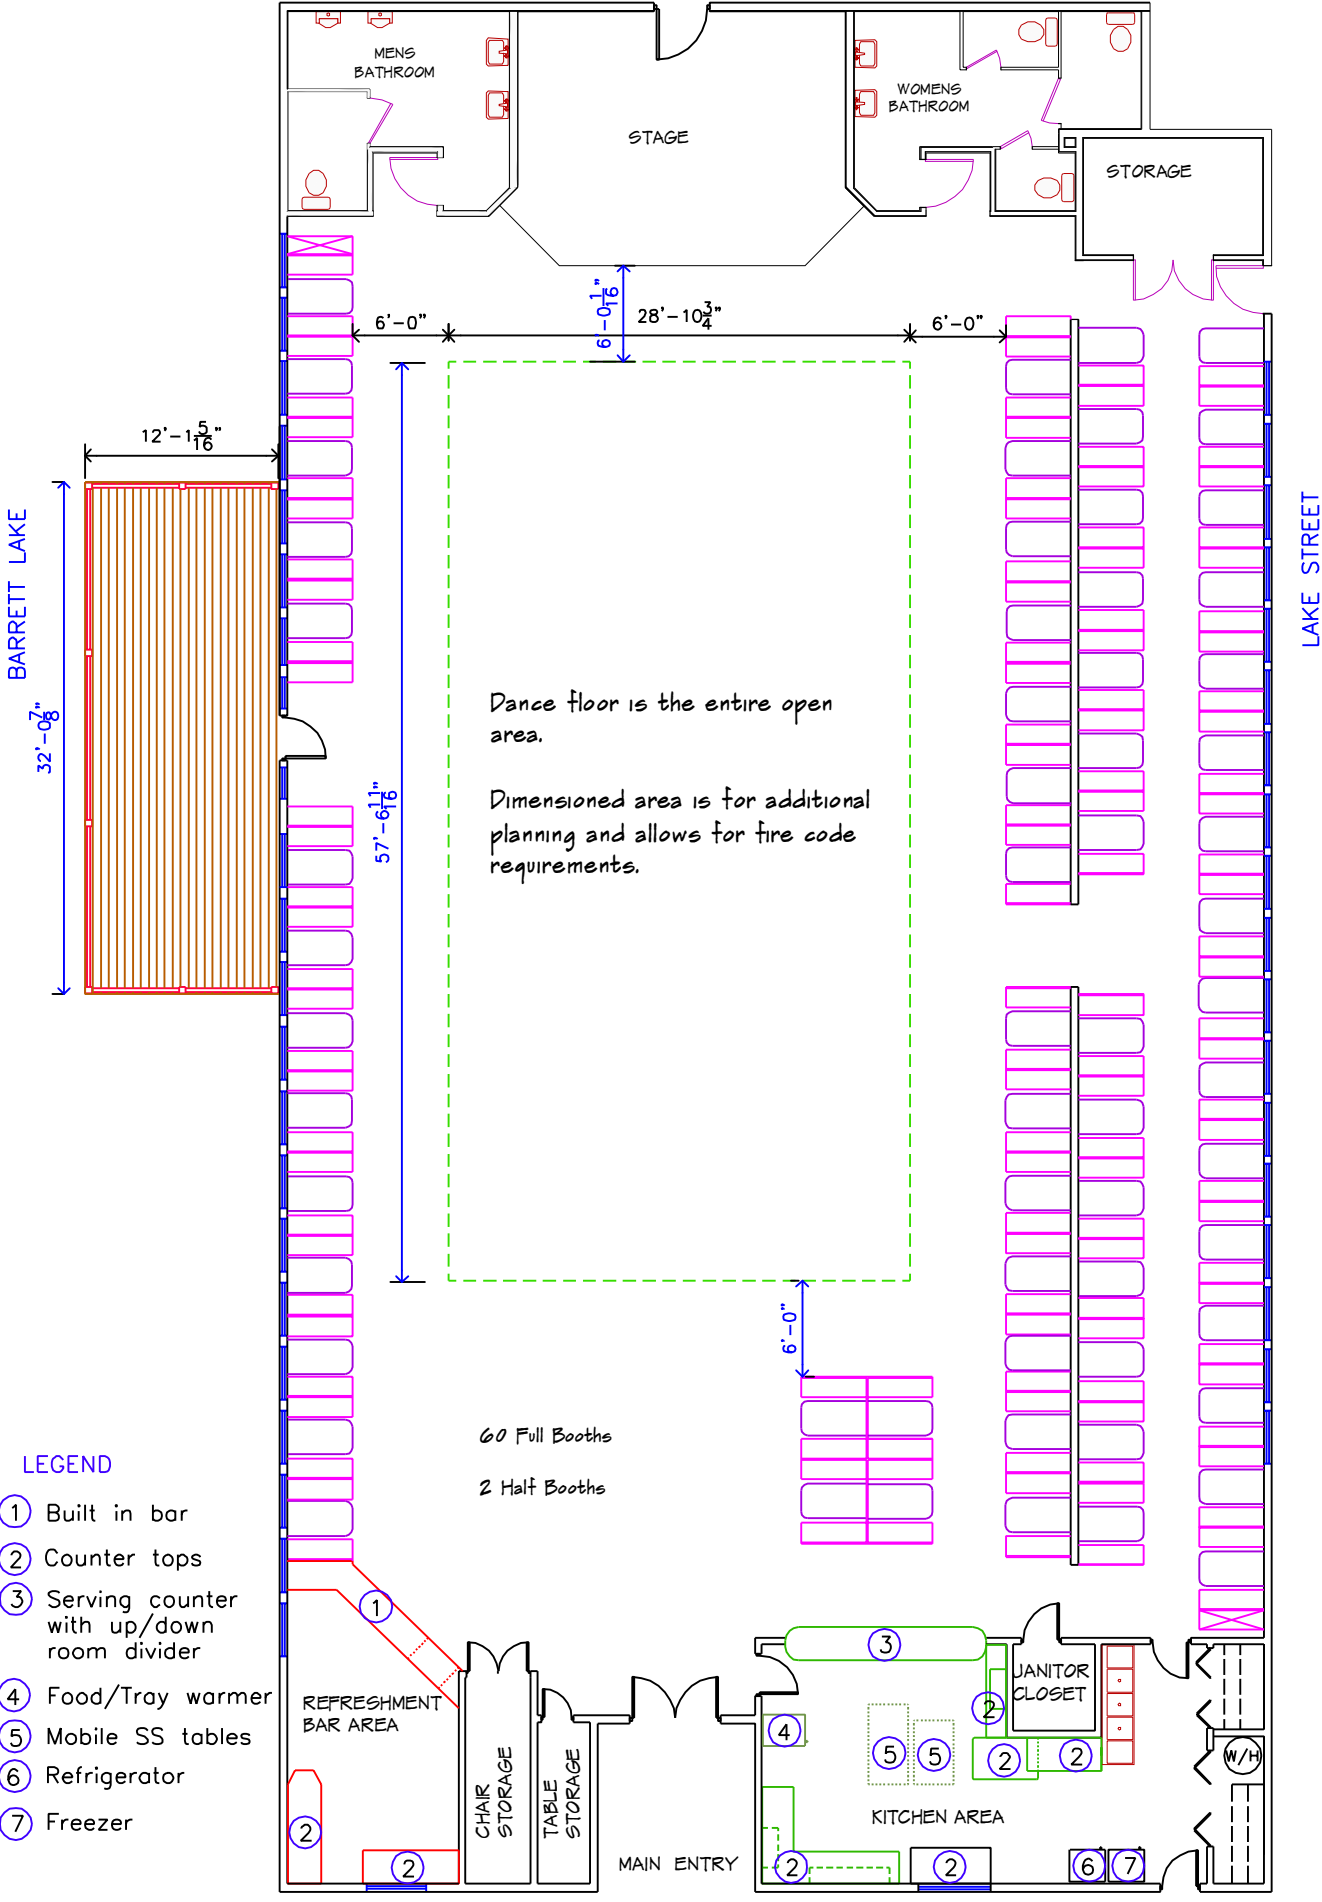 MENS
BATHROOM
STAGE
WOMENS
BATHROOM
STORAGE
6'-0"
6'-0 1/16"
28'-10 3/4"
6'-0"
12'-1 5/16"
BARRETT LAKE
32'-0 7/8"
57'-6 11/16"
LAKE STREET
Dance floor is the entire open
area.
Dimensioned area is for additional
planning and allows for fire code
requirements.
6'-0"
60 Full Booths
2 Half Booths
LEGEND
1 Built in bar
2 Counter tops
3 Serving counter
with up/down
room divider
4 Food/Tray warmer
5 Mobile SS tables
6 Refrigerator
7 Freezer
1
REFRESHMENT
BAR AREA
2
2
CHAIR
STORAGE
TABLE
STORAGE
MAIN ENTRY
3
JANITOR
CLOSET
2
4
5
5
2
2
W/H
KITCHEN AREA
2
2
6
7